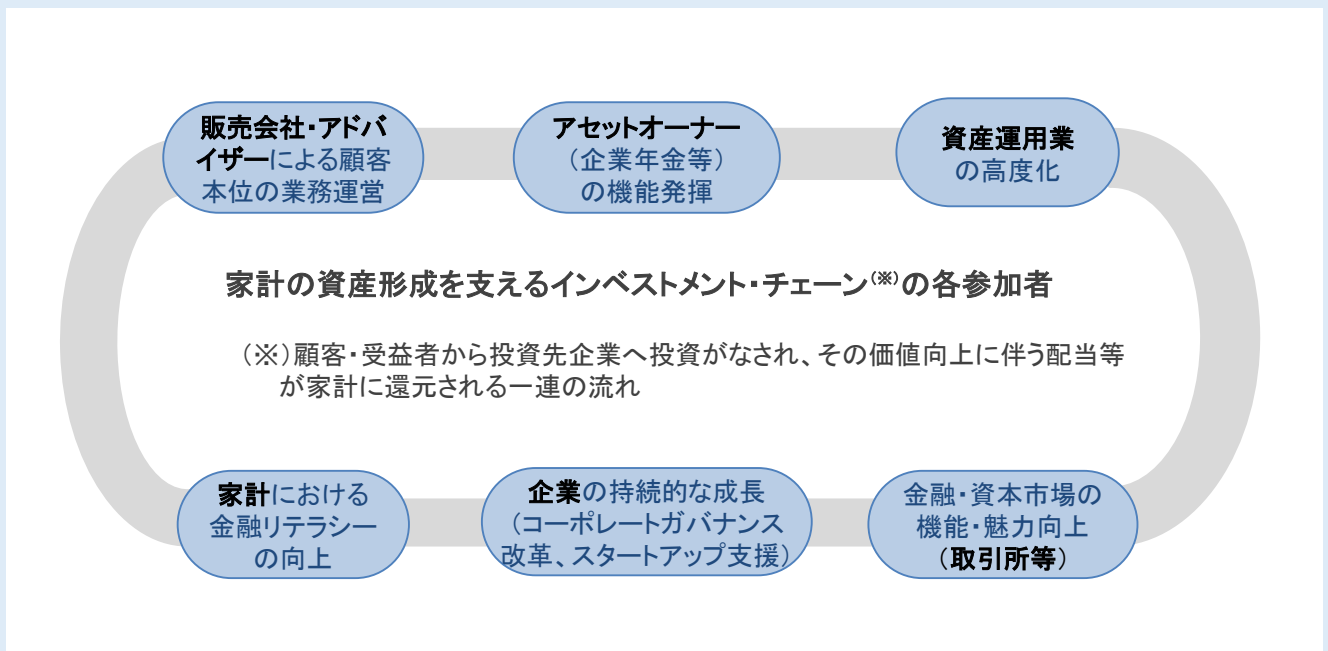 販売会社・アドバ
イザーによる顧客
本位の業務運営
アセットオーナー
（企業年金等）
の機能発揮
資産運用業
の高度化
家計の資産形成を支えるインベストメント・チェーン(※)の各参加者
（※）顧客・受益者から投資先企業へ投資がなされ、その価値向上に伴う配当等
が家計に還元される一連の流れ
家計における
金融リテラシー
の向上
企業の持続的な成長
（コーポレートガバナンス
改革、スタートアップ支援）
金融・資本市場の
機能・魅力向上
（取引所等）